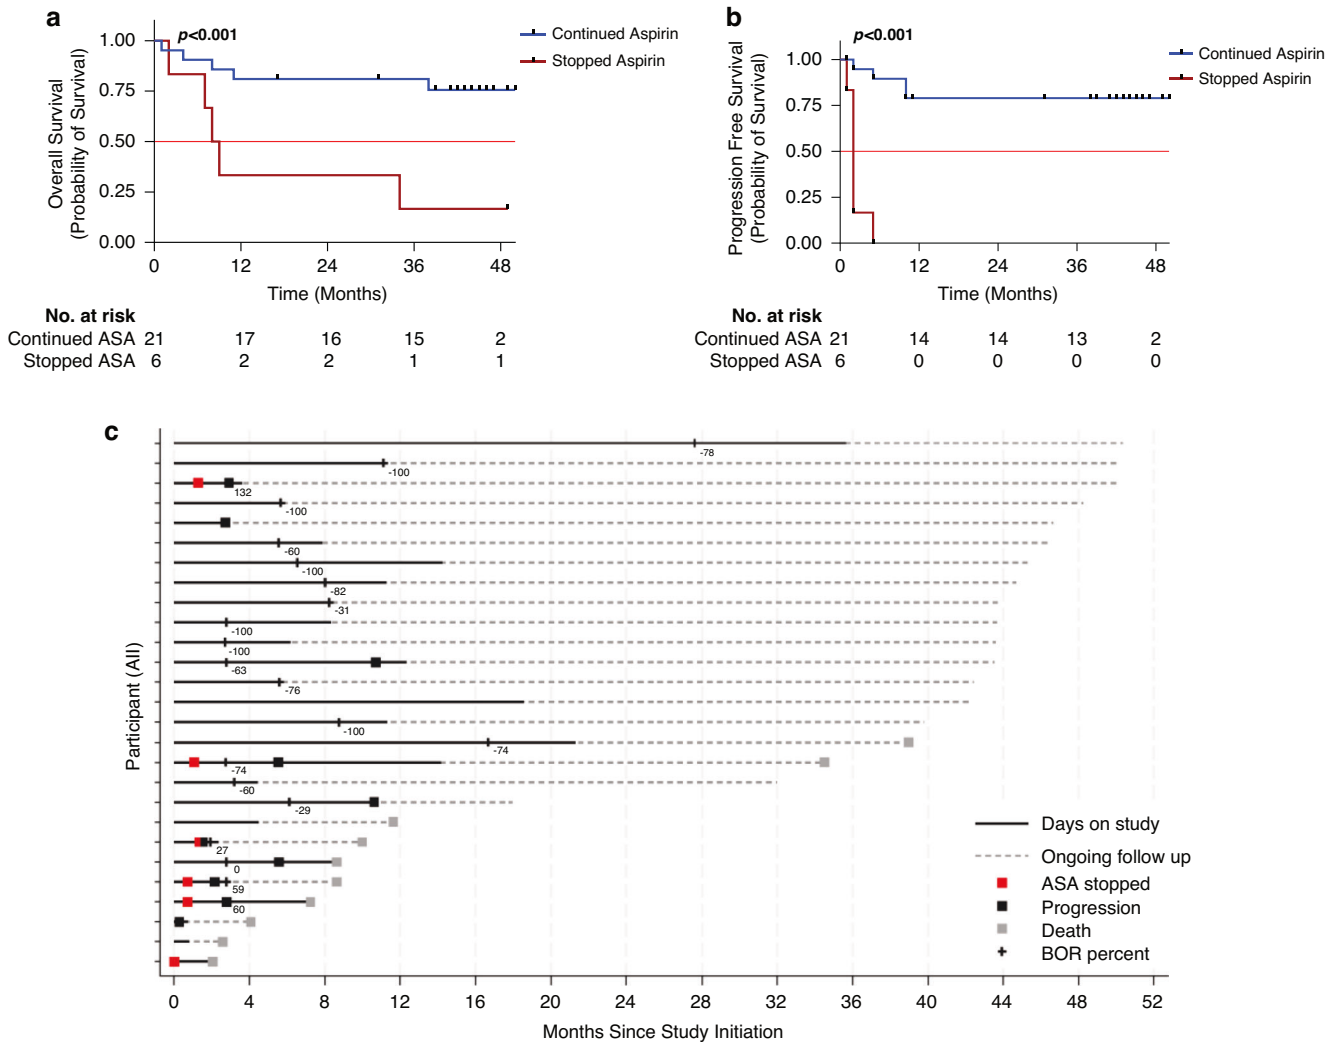 a
p<0.001
Continued Aspirin
Stopped Aspirin
Overall Survival
(Probability of Survival)
1.00
0.75
0.50
0.25
0.00
0 12 24 36 48
Time (Months)
No. at risk
Continued ASA 21 17 16 15 2
Stopped ASA 6 2 2 1 1
b
p<0.001
Continued Aspirin
Stopped Aspirin
Progression Free Survival
(Probability of Survival)
1.00
0.75
0.50
0.25
0.00
0 12 24 36 48
Time (Months)
No. at risk
Continued ASA 21 14 14 13 2
Stopped ASA 6 0 0 0 0
c
Participant (All)
-78
-100
132
-100
-60
-100
-82
-31
-100
-100
-63
-76
-100
-74
-74
-60
-29
27
0
59
60
Days on study
Ongoing follow up
ASA stopped
Progression
Death
BOR percent
0 4 8 12 16 20 24 28 32 36 40 44 48 52
Months Since Study Initiation